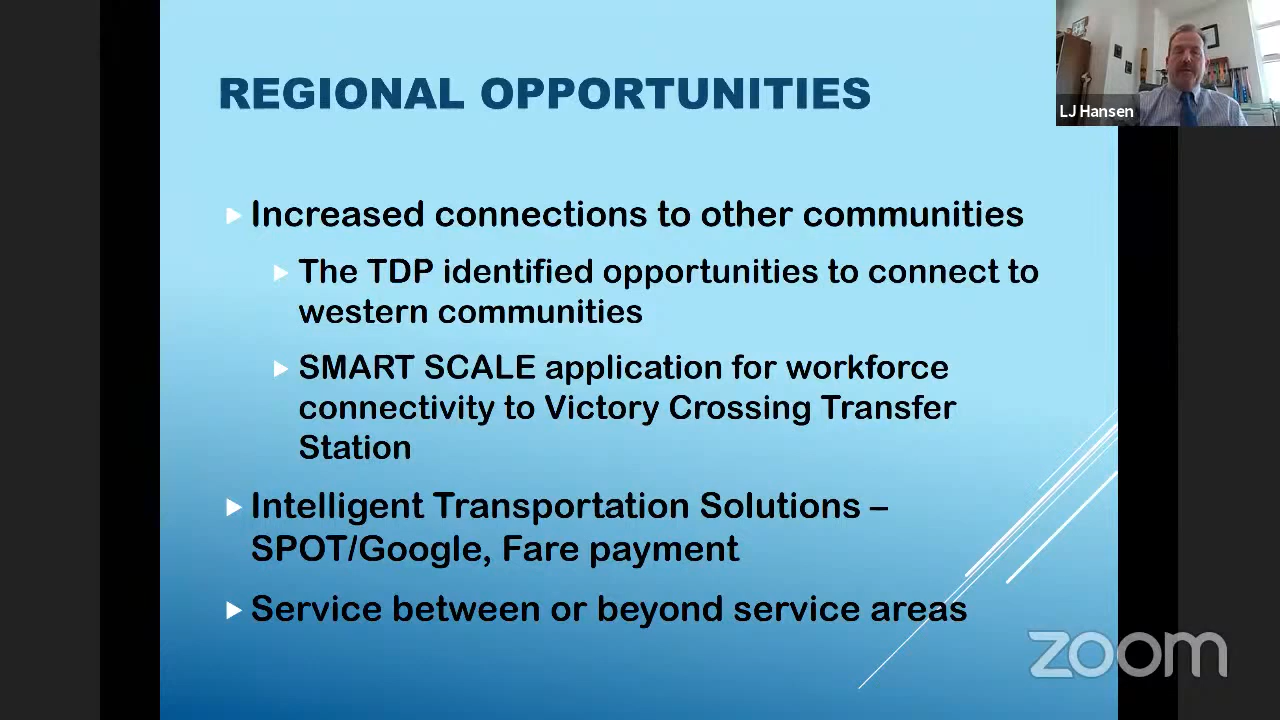 REGIONAL OPPORTUNITIES
LJ Hansen
Increased connections to other communities
The TDP identified opportunities to connect to
western communities
SMART SCALE application for workforce
connectivity to Victory Crossing Transfer
Station
Intelligent Transportation Solutions –
SPOT/Google, Fare payment
Service between or beyond service areas
zoom